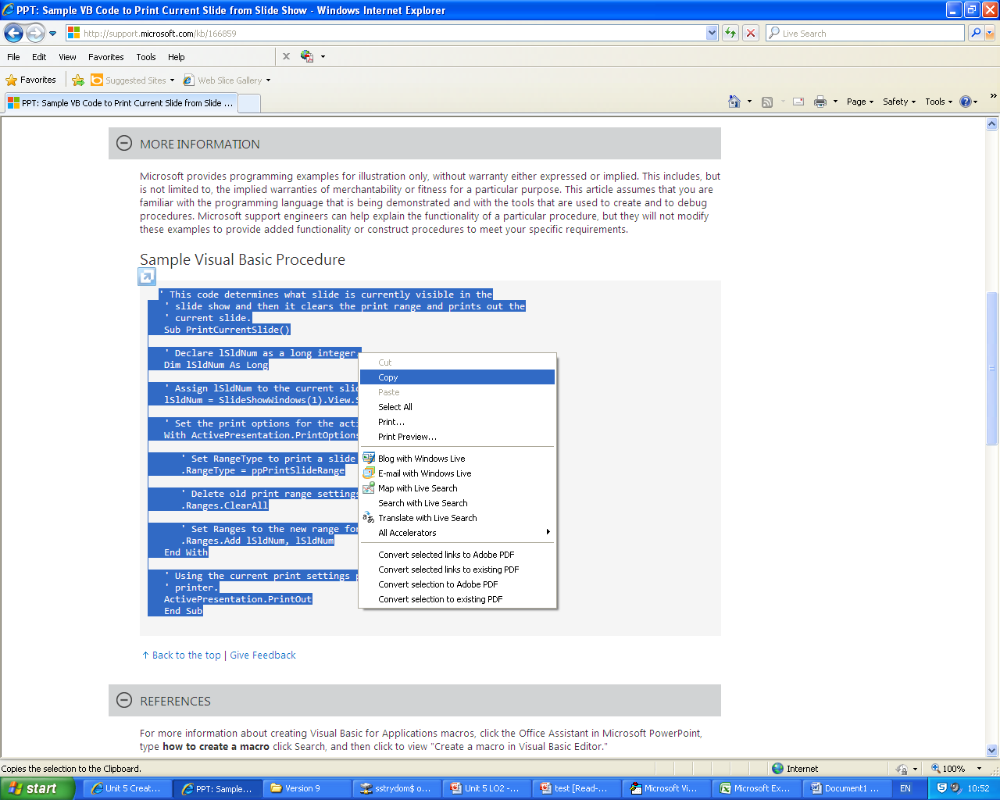 PPT: Sample VB Code to Print Current Slide from Slide Show - Windows Internet Explorer
http://support.microsoft.com/kb/166859
Live Search
File Edit View Favorites Tools Help
Favorites Suggested Sites Web Slice Gallery
PPT: Sample VB Code to Print Current Slide from Slide ...
Page Safety Tools
MORE INFORMATION
Microsoft provides programming examples for illustration only, without warranty either expressed or implied. This includes, but
is not limited to, the implied warranties of merchantability or fitness for a particular purpose. This article assumes that you are
familiar with the programming language that is being demonstrated and with the tools that are used to create and to debug
procedures. Microsoft support engineers can help explain the functionality of a particular procedure, but they will not modify
these examples to provide added functionality or construct procedures to meet your specific requirements.
Sample Visual Basic Procedure
' This code determines what slide is currently visible in the
' slide show and then it clears the print range and prints out the
' current slide.
Sub PrintCurrentSlide()
' Declare lSldNum as a long integer.
Dim lSldNum As Long
' Assign lSldNum to the current slid
lSldNum = SlideShowWindows(1).View.S
' Set the print options for the acti
With ActivePresentation.PrintOptions
' Set RangeType to print a slide
.RangeType = ppPrintSlideRange
' Delete old print range settings
.Ranges.ClearAll
' Set Ranges to the new range for
.Ranges.Add lSldNum, lSldNum
End With
' Using the current print settings p
' printer.
ActivePresentation.PrintOut
End Sub
Cut
Copy
Paste
Select All
Print...
Print Preview...
Blog with Windows Live
E-mail with Windows Live
Map with Live Search
Search with Live Search
Translate with Live Search
All Accelerators
Convert selected links to Adobe PDF
Convert selected links to existing PDF
Convert selection to Adobe PDF
Convert selection to existing PDF
Back to the top | Give Feedback
REFERENCES
For more information about creating Visual Basic for Applications macros, click the Office Assistant in Microsoft PowerPoint,
type how to create a macro click Search, and then click to view "Create a macro in Visual Basic Editor."
Copies the selection to the Clipboard. Internet 100%
start Unit 5 Creat... PPT: Sample... Version 9 sstrydom$ o... Unit 5 LO2 -... test [Read-... Microsoft Vi... Microsoft Ex... Document1 ... EN 10:52